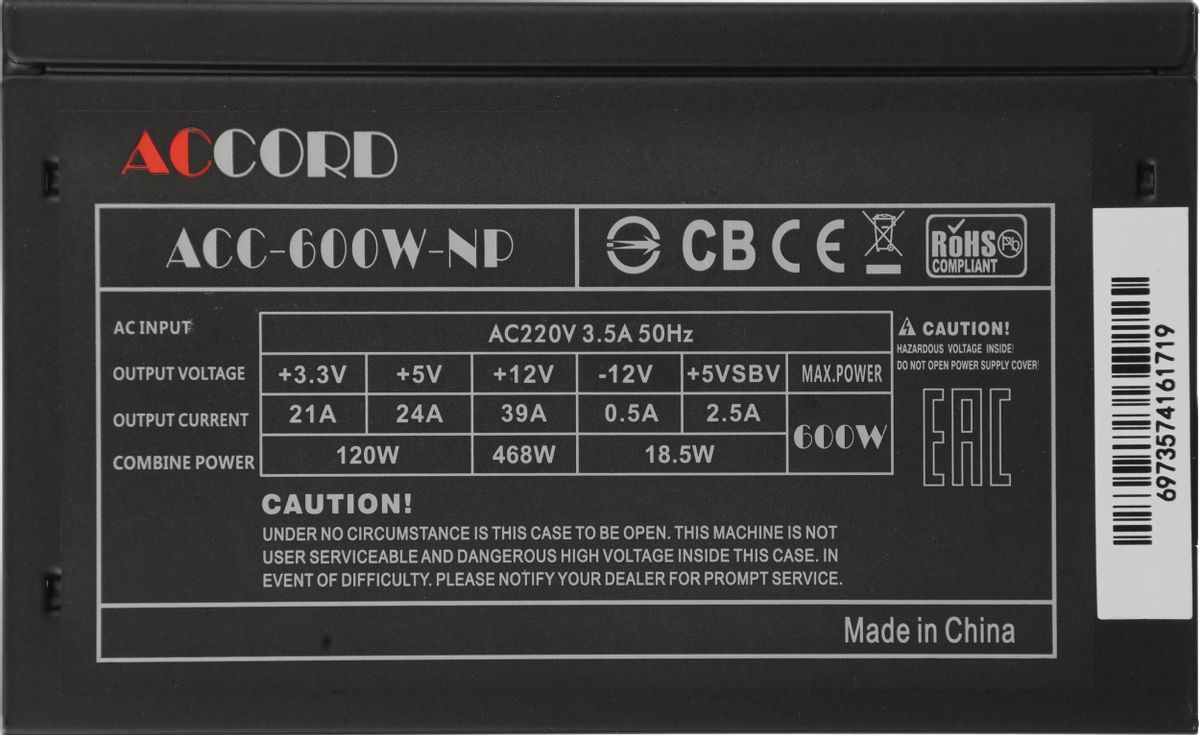 ACCORD
ACC-600W-NP
CB CE
RoHS Pb
COMPLIANT
AC INPUT AC220V 3.5A 50Hz
OUTPUT VOLTAGE +3.3V +5V +12V -12V +5VSBV MAX.POWER
OUTPUT CURRENT 21A 24A 39A 0.5A 2.5A 600W
COMBINE POWER 120W 468W 18.5W
CAUTION!
HAZARDOUS VOLTAGE INSIDE!
DO NOT OPEN POWER SUPPLY COVER!
EAC
CAUTION!
UNDER NO CIRCUMSTANCE IS THIS CASE TO BE OPEN. THIS MACHINE IS NOT
USER SERVICEABLE AND DANGEROUS HIGH VOLTAGE INSIDE THIS CASE. IN
EVENT OF DIFFICULTY. PLEASE NOTIFY YOUR DEALER FOR PROMPT SERVICE.
Made in China
6973574161719